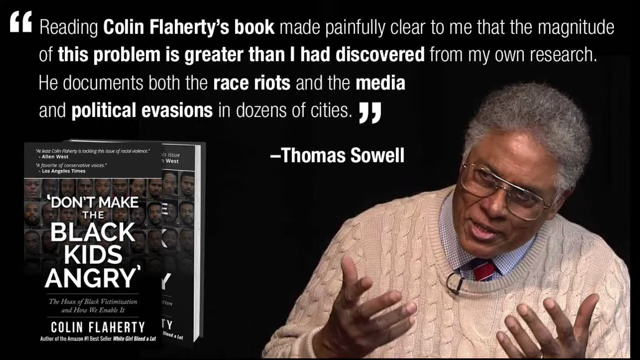 “ Reading Colin Flaherty’s book made painfully clear to me that the magnitude
of this problem is greater than I had discovered from my own research.
He documents both the race riots and the media
and political evasions in dozens of cities. ”
–Thomas Sowell
"At least Colin Flaherty is tackling this issue of racial violence."
- Allen West
"A favorite of conservative voices."
- Los Angeles Times
‘DON’T MAKE
THE
BLACK
KIDS
ANGRY’
The Hoax of Black Victimization
and How We Enable It
COLIN FLAHERTY
Author of the Amazon #1 Best Seller White Girl Bleed a Lot